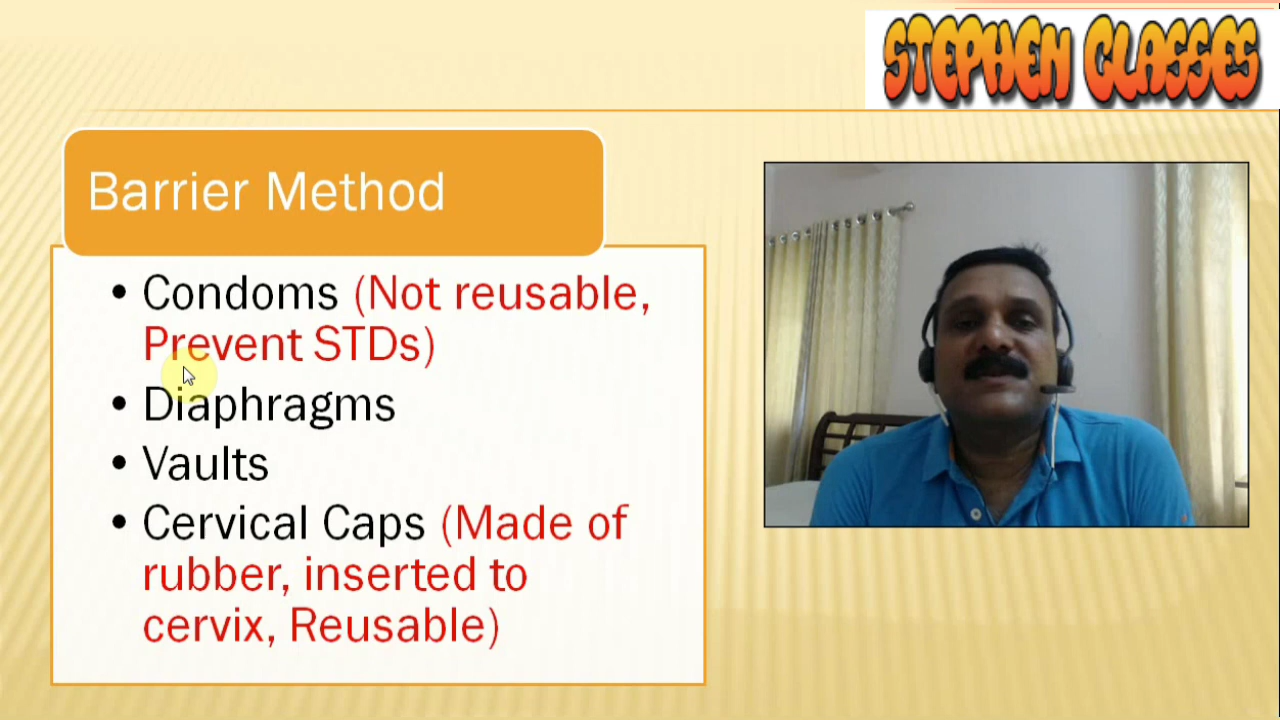 STEPHEN CLASSES
Barrier Method
• Condoms (Not reusable,
Prevent STDs)
• Diaphragms
• Vaults
• Cervical Caps (Made of
rubber, inserted to
cervix, Reusable)